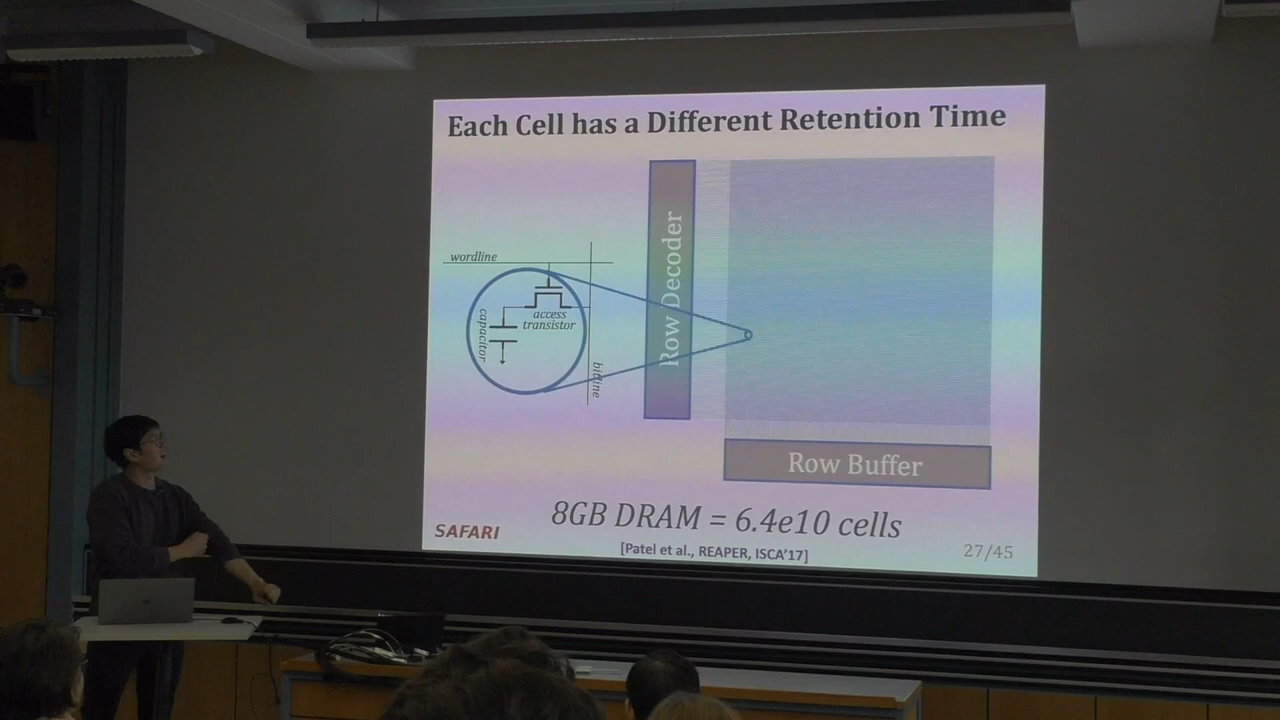 Each Cell has a Different Retention Time
wordline
access
transistor
capacitor
bitline
Row Decoder
Row Buffer
8GB DRAM = 6.4e10 cells
SAFARI
[Patel et al., REAPER, ISCA'17]
27/45